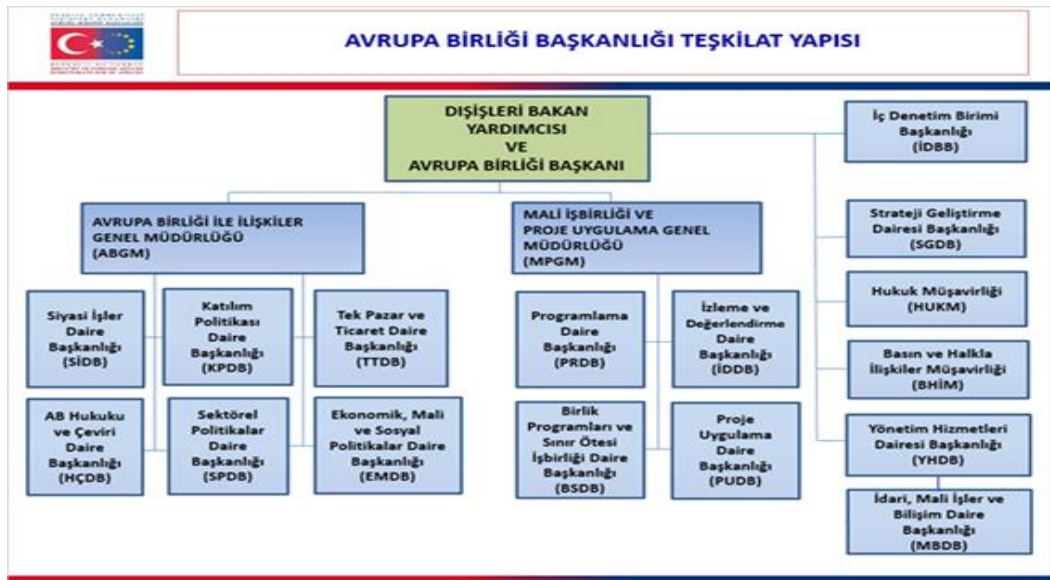 AVRUPA BİRLİĞİ BAŞKANLIĞI TEŞKİLAT YAPISI
DIŞİŞLERİ BAKAN
YARDIMCISI
VE
AVRUPA BİRLİĞİ BAŞKANI
AVRUPA BİRLİĞİ İLE İLİŞKİLER
GENEL MÜDÜRLÜĞÜ
(ABGM)
Siyasi İşler
Daire
Başkanlığı
(SİDB)
Katılım
Politikası
Daire
Başkanlığı
(KPDB)
Tek Pazar ve
Ticaret Daire
Başkanlığı
(TTDB)
AB Hukuku
ve Çeviri
Daire
Başkanlığı
(HÇDB)
Sektörel
Politikalar
Daire
Başkanlığı
(SPDB)
Ekonomik, Mali
ve Sosyal
Politikalar Daire
Başkanlığı
(EMDB)
MALİ İŞBİRLİĞİ VE
PROJE UYGULAMA GENEL
MÜDÜRLÜĞÜ
(MPGM)
Programlama
Daire
Başkanlığı
(PRDB)
İzleme ve
Değerlendirme
Daire
Başkanlığı
(İDDB)
Birlik
Programları ve
Sınır Ötesi
İşbirliği Daire
Başkanlığı
(BSDB)
Proje
Uygulama
Daire
Başkanlığı
(PUDB)
İç Denetim Birimi
Başkanlığı
(İDBB)
Strateji Geliştirme
Dairesi Başkanlığı
(SGDB)
Hukuk Müşavirliği
(HUKM)
Basın ve Halkla
İlişkiler Müşavirliği
(BHİM)
Yönetim Hizmetleri
Dairesi Başkanlığı
(YHDB)
İdari, Mali İşler ve
Bilişim Daire
Başkanlığı
(MBDB)